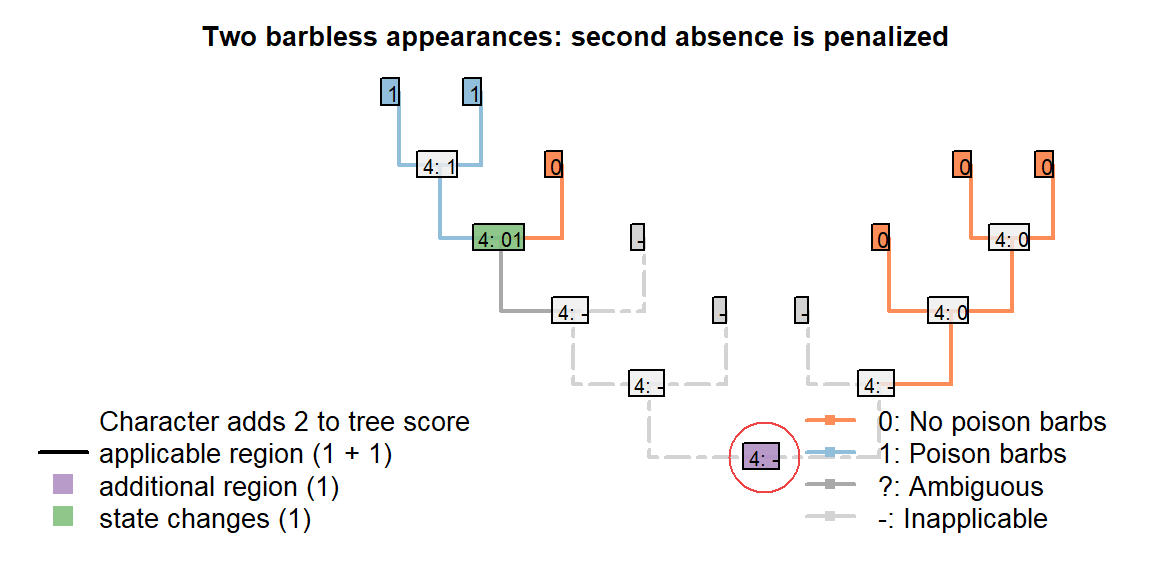 Two barbless appearances: second absence is penalized
1 1
4: 1 0 0 0
4: 01 - 0 4: 0
4: - - - 4: 0
4: - 4: -
4: -
Character adds 2 to tree score
applicable region (1 + 1)
additional region (1)
state changes (1)
0: No poison barbs
1: Poison barbs
?: Ambiguous
-: Inapplicable